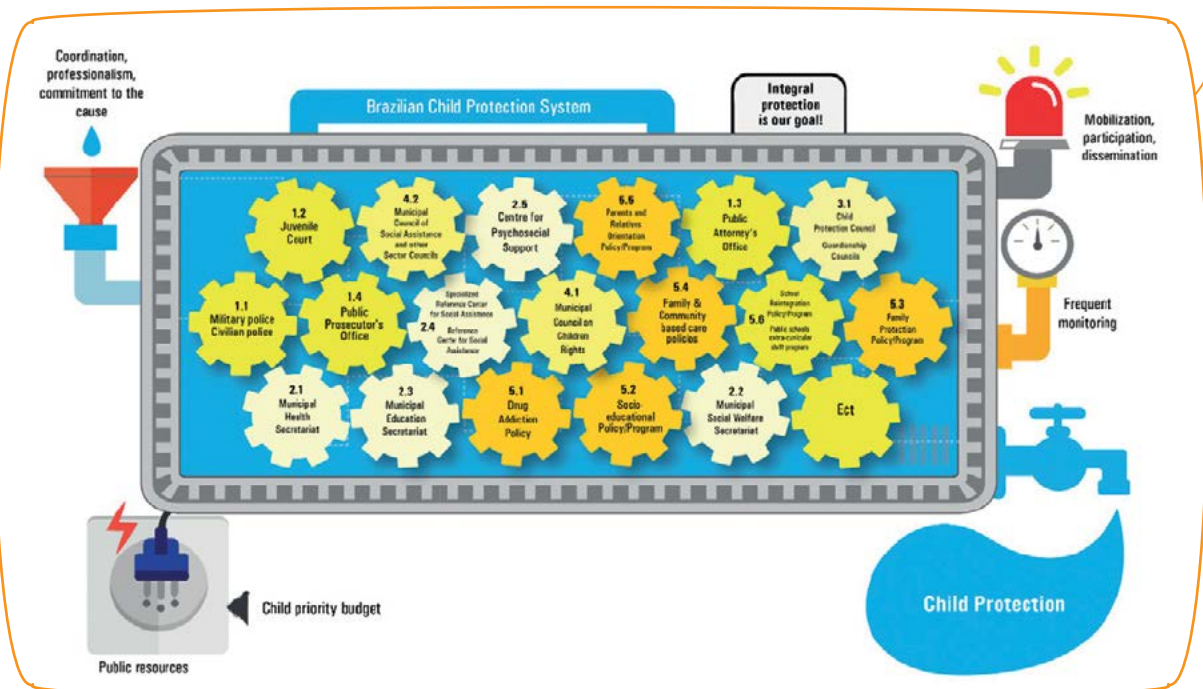 Coordination,
professionalism,
commitment to the
cause
Brazilian Child Protection System
Integral
protection
is our goal!
Mobilization,
participation,
dissemination
1.2
Juvenile
Court
4.2
Municipal
Council of
Social Assistance
and other
Sector Councils
2.5
Centre for
Psychosocial
Support
5.5
Parents and
Relatives
Orientation
Policy/Program
1.3
Public
Attorney's
Office
3.1
Child
Protection Council
Guardianship
Councils
1.1
Military police
Civilian police
1.4
Public
Prosecutor's
Office
Specialized
Reference Center
for Social Assistance
2.4
Reference
Center for Social
Assistance
4.1
Municipal
Council on
Children
Rights
5.4
Family &
Community
based care
policies
School
Reintegration
Policy/Program
5.6
Public schools
extra-curricular
shift program
5.3
Family
Protection
Policy/Program
Frequent
monitoring
2.1
Municipal
Health
Secretariat
2.3
Municipal
Education
Secretariat
5.1
Drug
Addiction
Policy
5.2
Socio-
educational
Policy/Program
2.2
Municipal
Social Welfare
Secretariat
Ect
Child priority budget
Public resources
Child Protection